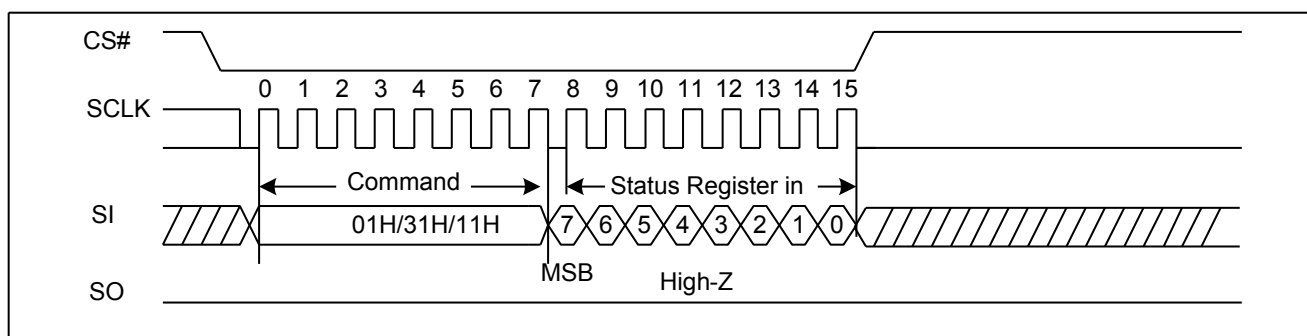 CS#
0 1 2 3 4 5 6 7 8 9 10 11 12 13 14 15
SCLK
Command Status Register in
SI 01H/31H/11H 7 6 5 4 3 2 1 0
MSB High-Z
SO